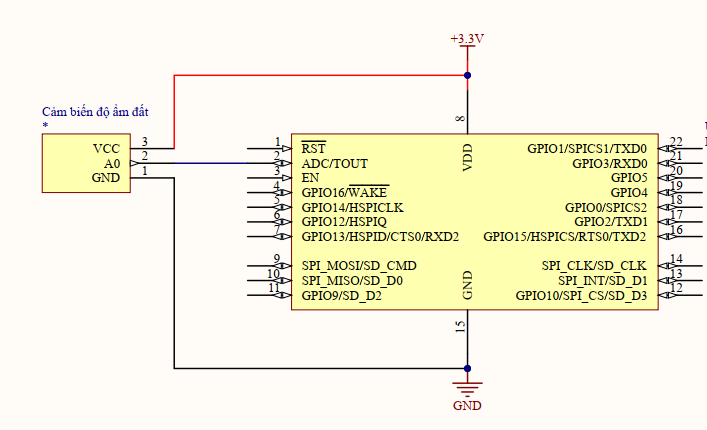 +3.3V
Cảm biến độ ẩm đất
*
VCC 3
A0 2
GND 1
8
VDD
1 RST
2 ADC/TOUT
3 EN
4 GPIO16/WAKE
5 GPIO14/HSPICLK
6 GPIO12/HSPIQ
7 GPIO13/HSPID/CTS0/RXD2
9 SPI_MOSI/SD_CMD
10 SPI_MISO/SD_D0
11 GPIO9/SD_D2
GPIO1/SPICS1/TXD0 22
GPIO3/RXD0 21
GPIO5 20
GPIO4 19
GPIO0/SPICS2 18
GPIO2/TXD1 17
GPIO15/HSPICS/RTS0/TXD2 16
SPI_CLK/SD_CLK 14
SPI_INT/SD_D1 13
GPIO10/SPI_CS/SD_D3 12
GND
15
GND